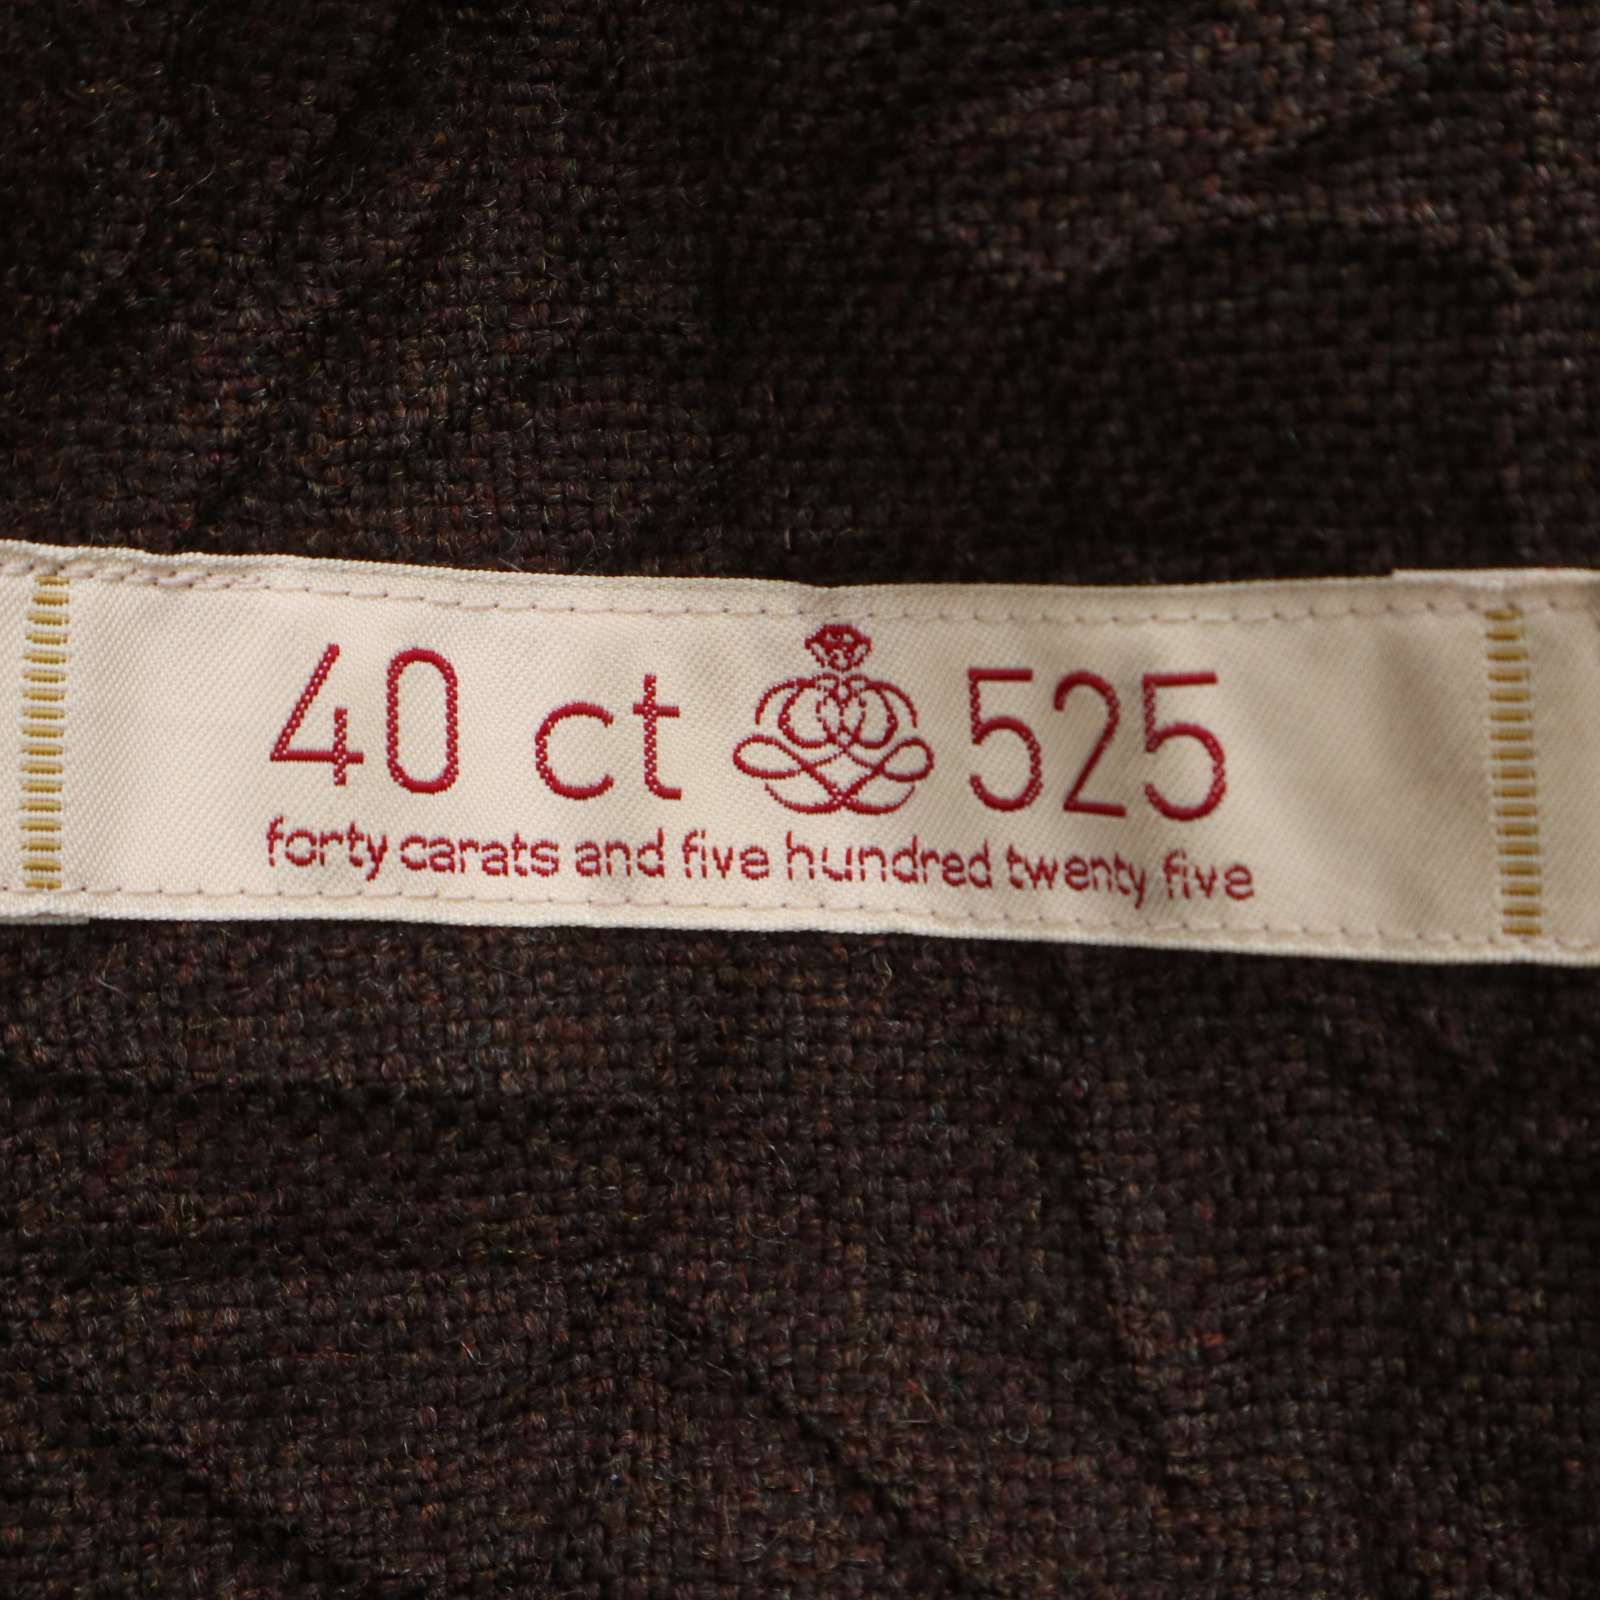 40 ct 525
forty carats and five hundred twenty five